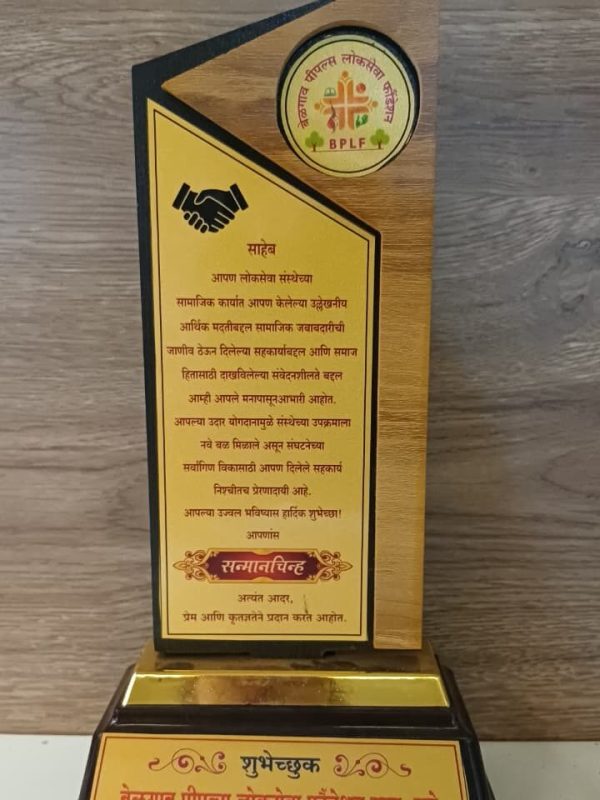 बेळगाव पीपल्स लोकसेवा फौंडेशन
BPLF
साहेब
आपण लोकसेवा संस्थेच्या
सामाजिक कार्यात आपण केलेल्या उल्लेखनीय
आर्थिक मदतीबद्दल सामाजिक जबाबदारीची
जाणीव ठेऊन दिलेल्या सहकार्याबद्दल आणि समाज
हितासाठी दाखविलेल्या संवेदनशीलते बद्दल
आम्ही आपले मनापासूनआभारी आहोत.
आपल्या उदार योगदानामुळे संस्थेच्या उपक्रमाला
नवे बळ मिळाले असून संघटनेच्या
सर्वांगिण विकासाठी आपण दिलेले सहकार्य
निश्चीतच प्रेरणादायी आहे.
आपल्या उज्वल भविष्यास हार्दिक शुभेच्छा!
आपणांस
सन्मानचिन्ह
अत्यंत आदर,
प्रेम आणि कृतज्ञतेने प्रदान करत आहोत.
शुभेच्छुक
बेळगाव पीपल्स लोकसेवा